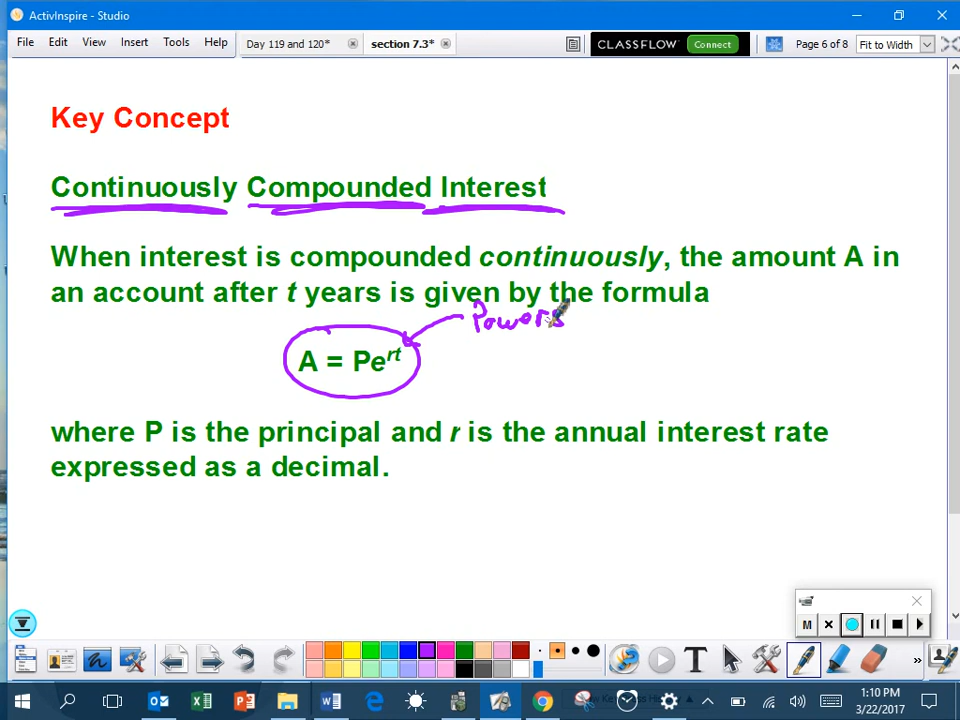 ActivInspire - Studio
File Edit View Insert Tools Help Day 119 and 120* section 7.3* CLASSFLOW Connect Page 6 of 8 Fit to Width
Key Concept
Continuously Compounded Interest
When interest is compounded continuously, the amount A in
an account after t years is given by the formula
Powers
A = Pe^rt
where P is the principal and r is the annual interest rate
expressed as a decimal.
M
T
1:10 PM
3/22/2017